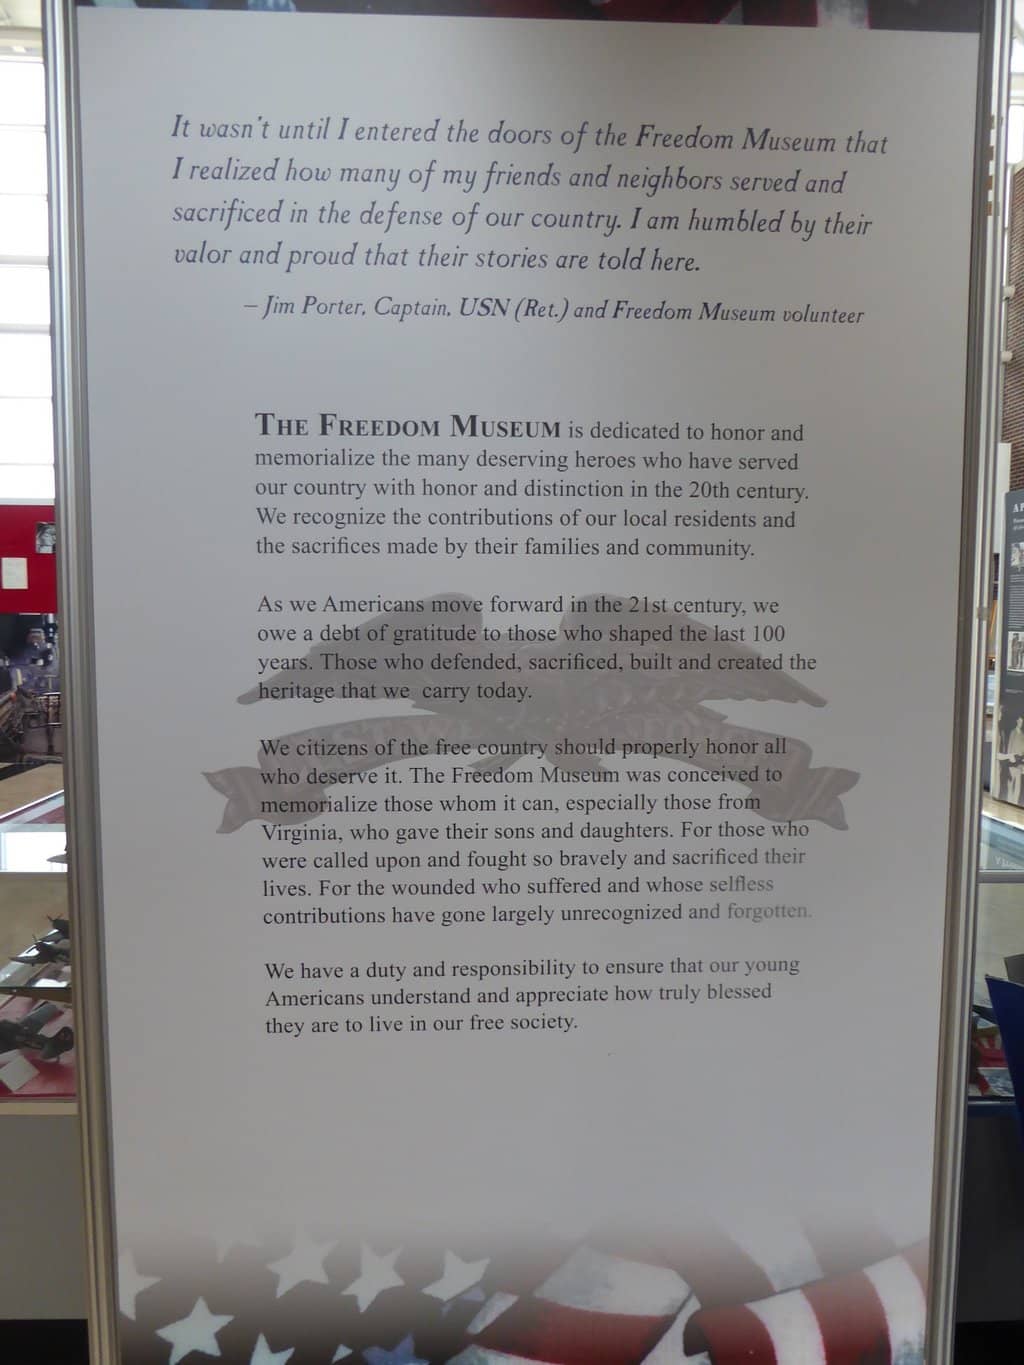 It wasn't until I entered the doors of the Freedom Museum that
I realized how many of my friends and neighbors served and
sacrificed in the defense of our country. I am humbled by their
valor and proud that their stories are told here.
– Jim Porter, Captain, USN (Ret.) and Freedom Museum volunteer
THE FREEDOM MUSEUM is dedicated to honor and
memorialize the many deserving heroes who have served
our country with honor and distinction in the 20th century.
We recognize the contributions of our local residents and
the sacrifices made by their families and community.
As we Americans move forward in the 21st century, we
owe a debt of gratitude to those who shaped the last 100
years. Those who defended, sacrificed, built and created the
heritage that we carry today.
LEST WE FORGET
We citizens of the free country should properly honor all
who deserve it. The Freedom Museum was conceived to
memorialize those whom it can, especially those from
Virginia, who gave their sons and daughters. For those who
were called upon and fought so bravely and sacrificed their
lives. For the wounded who suffered and whose selfless
contributions have gone largely unrecognized and forgotten.
We have a duty and responsibility to ensure that our young
Americans understand and appreciate how truly blessed
they are to live in our free society.